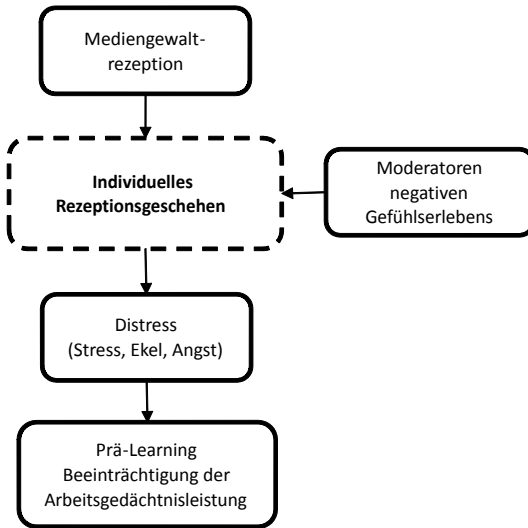 Mediengewalt-
rezeption
Individuelles
Rezeptionsgeschehen
Moderatoren
negativen
Gefühlserlebens
Distress
(Stress, Ekel, Angst)
Prä-Learning
Beeinträchtigung der
Arbeitsgedächtnisleistung